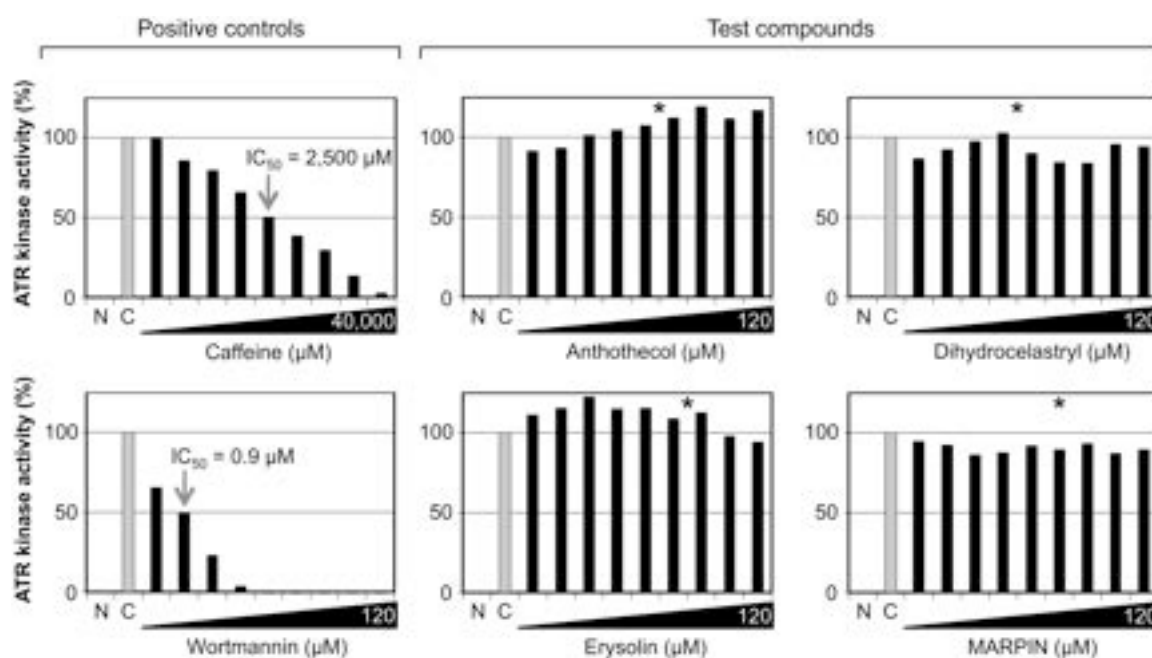 Positive controls
Test compounds
ATR kinase activity (%)
100
50
0
IC50 = 2,500 µM
N C
40,000
Caffeine (µM)
100
50
0
*
N C
120
Anthothecol (µM)
100
50
0
*
N C
120
Dihydrocelastryl (µM)
ATR kinase activity (%)
100
50
0
IC50 = 0.9 µM
N C
120
Wortmannin (µM)
100
50
0
*
N C
120
Erysolin (µM)
100
50
0
*
N C
120
MARPIN (µM)